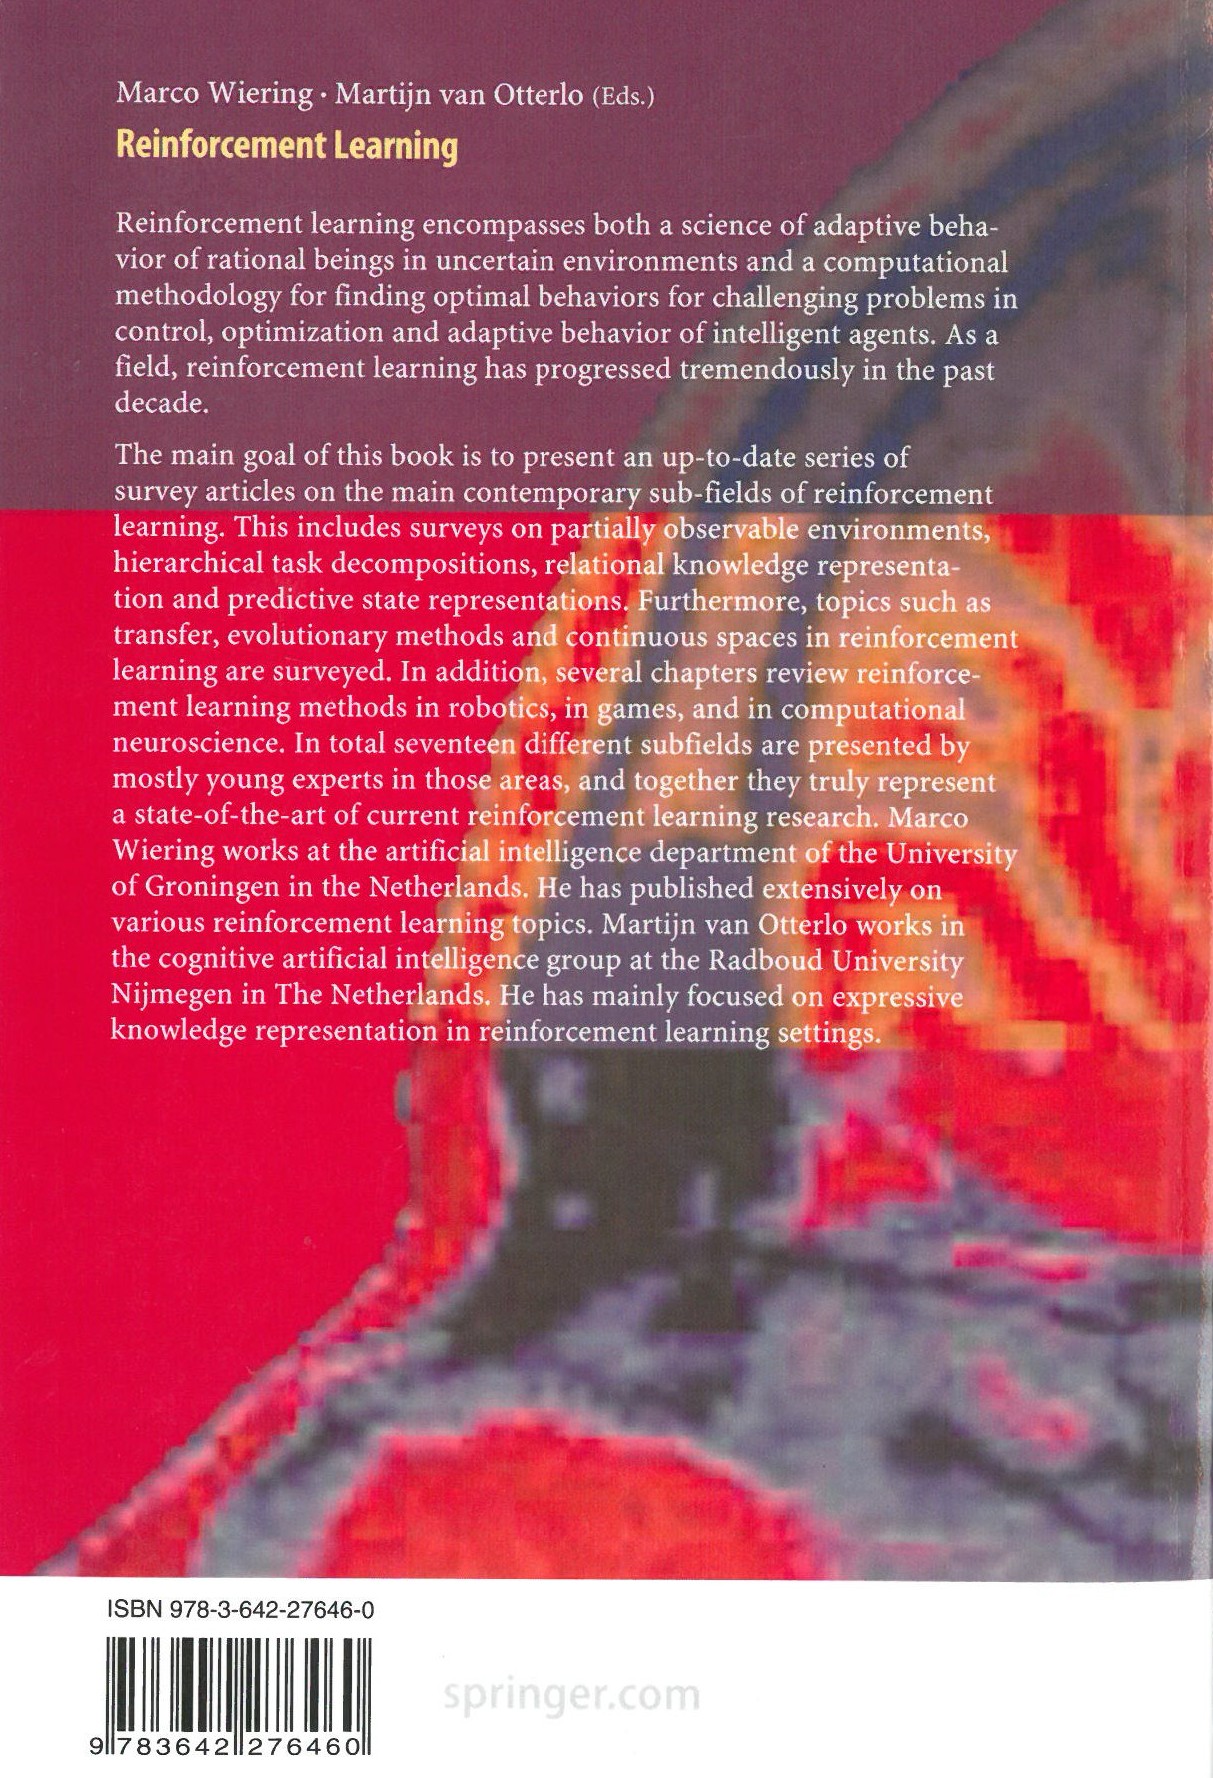 Marco Wiering · Martijn van Otterlo (Eds.)
Reinforcement Learning
Reinforcement learning encompasses both a science of adaptive beha-
vior of rational beings in uncertain environments and a computational
methodology for finding optimal behaviors for challenging problems in
control, optimization and adaptive behavior of intelligent agents. As a
field, reinforcement learning has progressed tremendously in the past
decade.
The main goal of this book is to present an up-to-date series of
survey articles on the main contemporary sub-fields of reinforcement
learning. This includes surveys on partially observable environments,
hierarchical task decompositions, relational knowledge representa-
tion and predictive state representations. Furthermore, topics such as
transfer, evolutionary methods and continuous spaces in reinforcement
learning are surveyed. In addition, several chapters review reinforce-
ment learning methods in robotics, in games, and in computational
neuroscience. In total seventeen different subfields are presented by
mostly young experts in those areas, and together they truly represent
a state-of-the-art of current reinforcement learning research. Marco
Wiering works at the artificial intelligence department of the University
of Groningen in the Netherlands. He has published extensively on
various reinforcement learning topics. Martijn van Otterlo works in
the cognitive artificial intelligence group at the Radboud University
Nijmegen in The Netherlands. He has mainly focused on expressive
knowledge representation in reinforcement learning settings.
ISBN 978-3-642-27646-0
9 783642 276460
springer.com